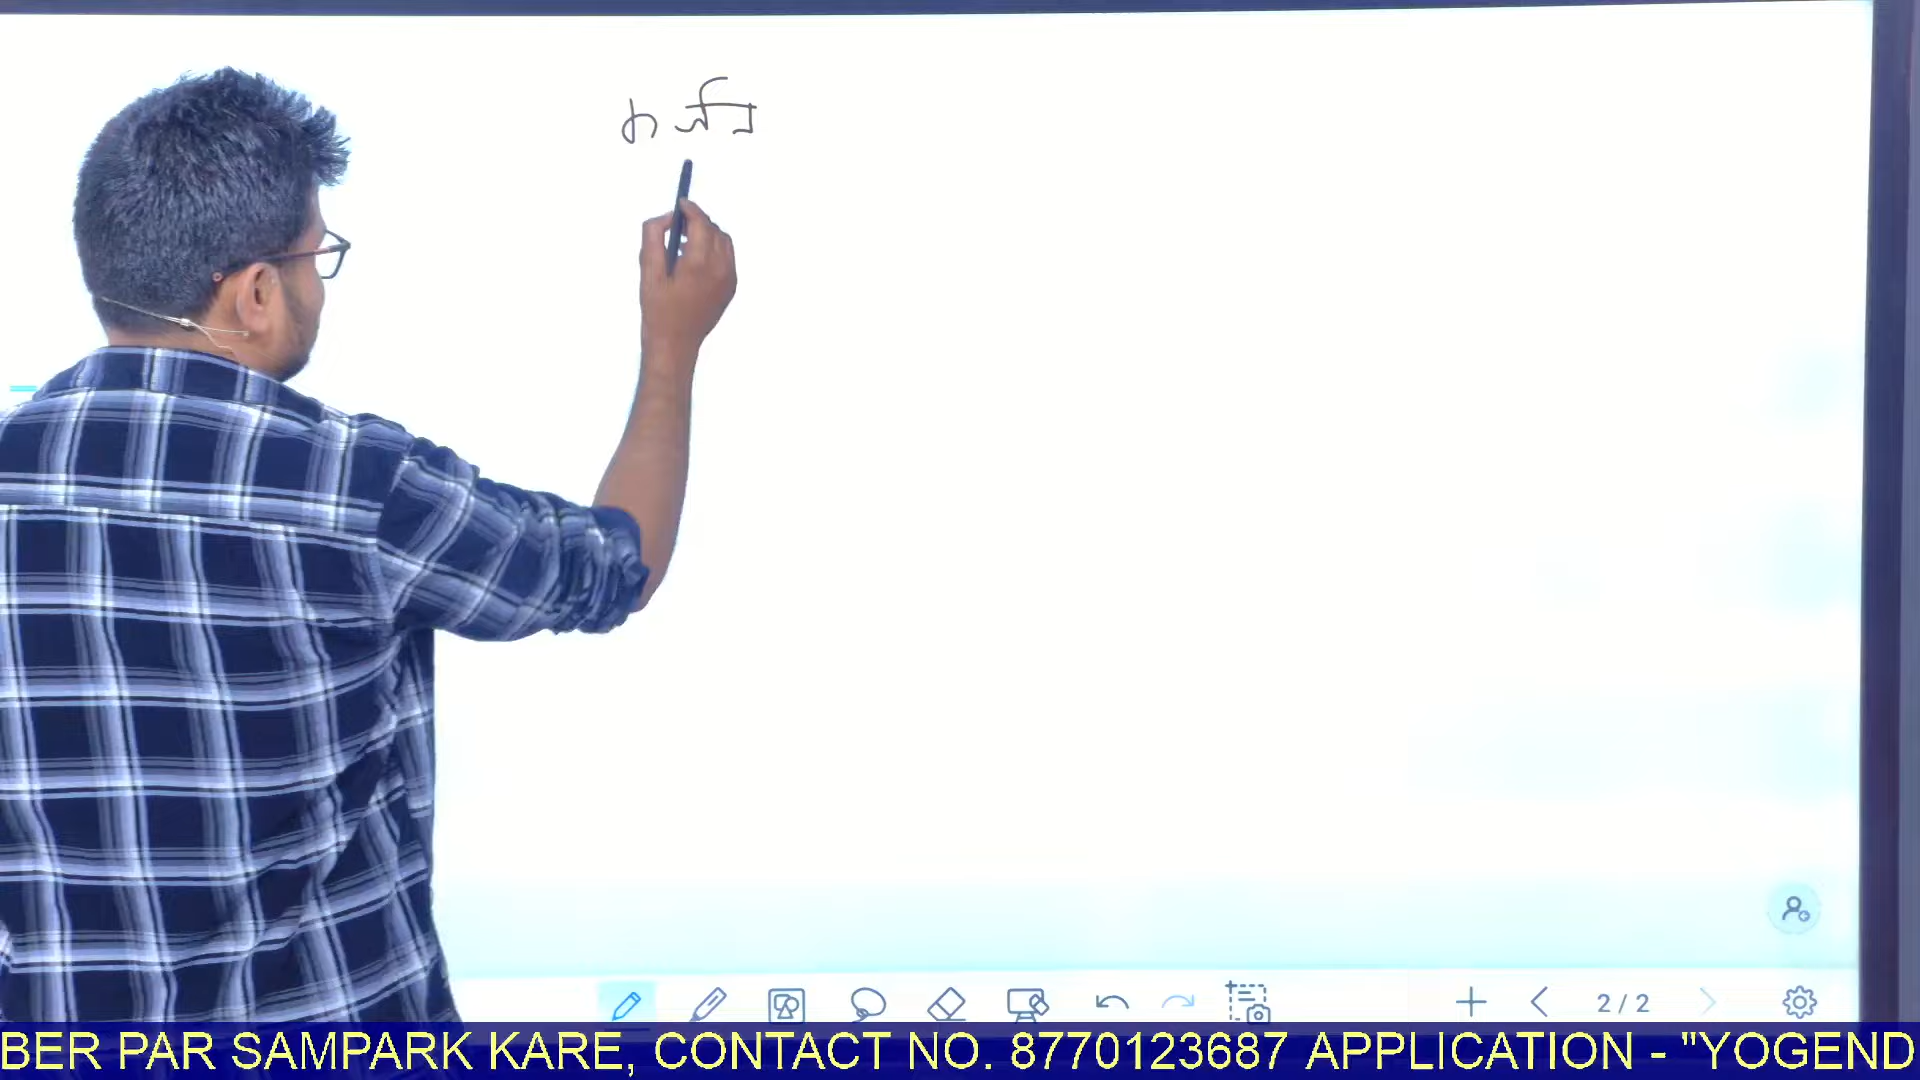 2 / 2
BER PAR SAMPARK KARE, CONTACT NO. 8770123687 APPLICATION - "YOGEND